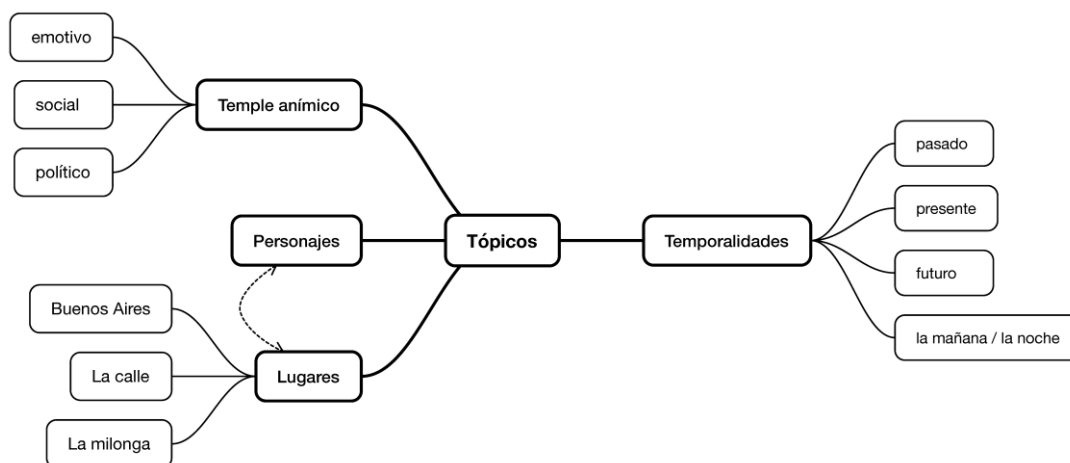 emotivo
social
político
Temple anímico
Personajes
Buenos Aires
La calle
La milonga
Lugares
Tópicos
Temporalidades
pasado
presente
futuro
la mañana / la noche